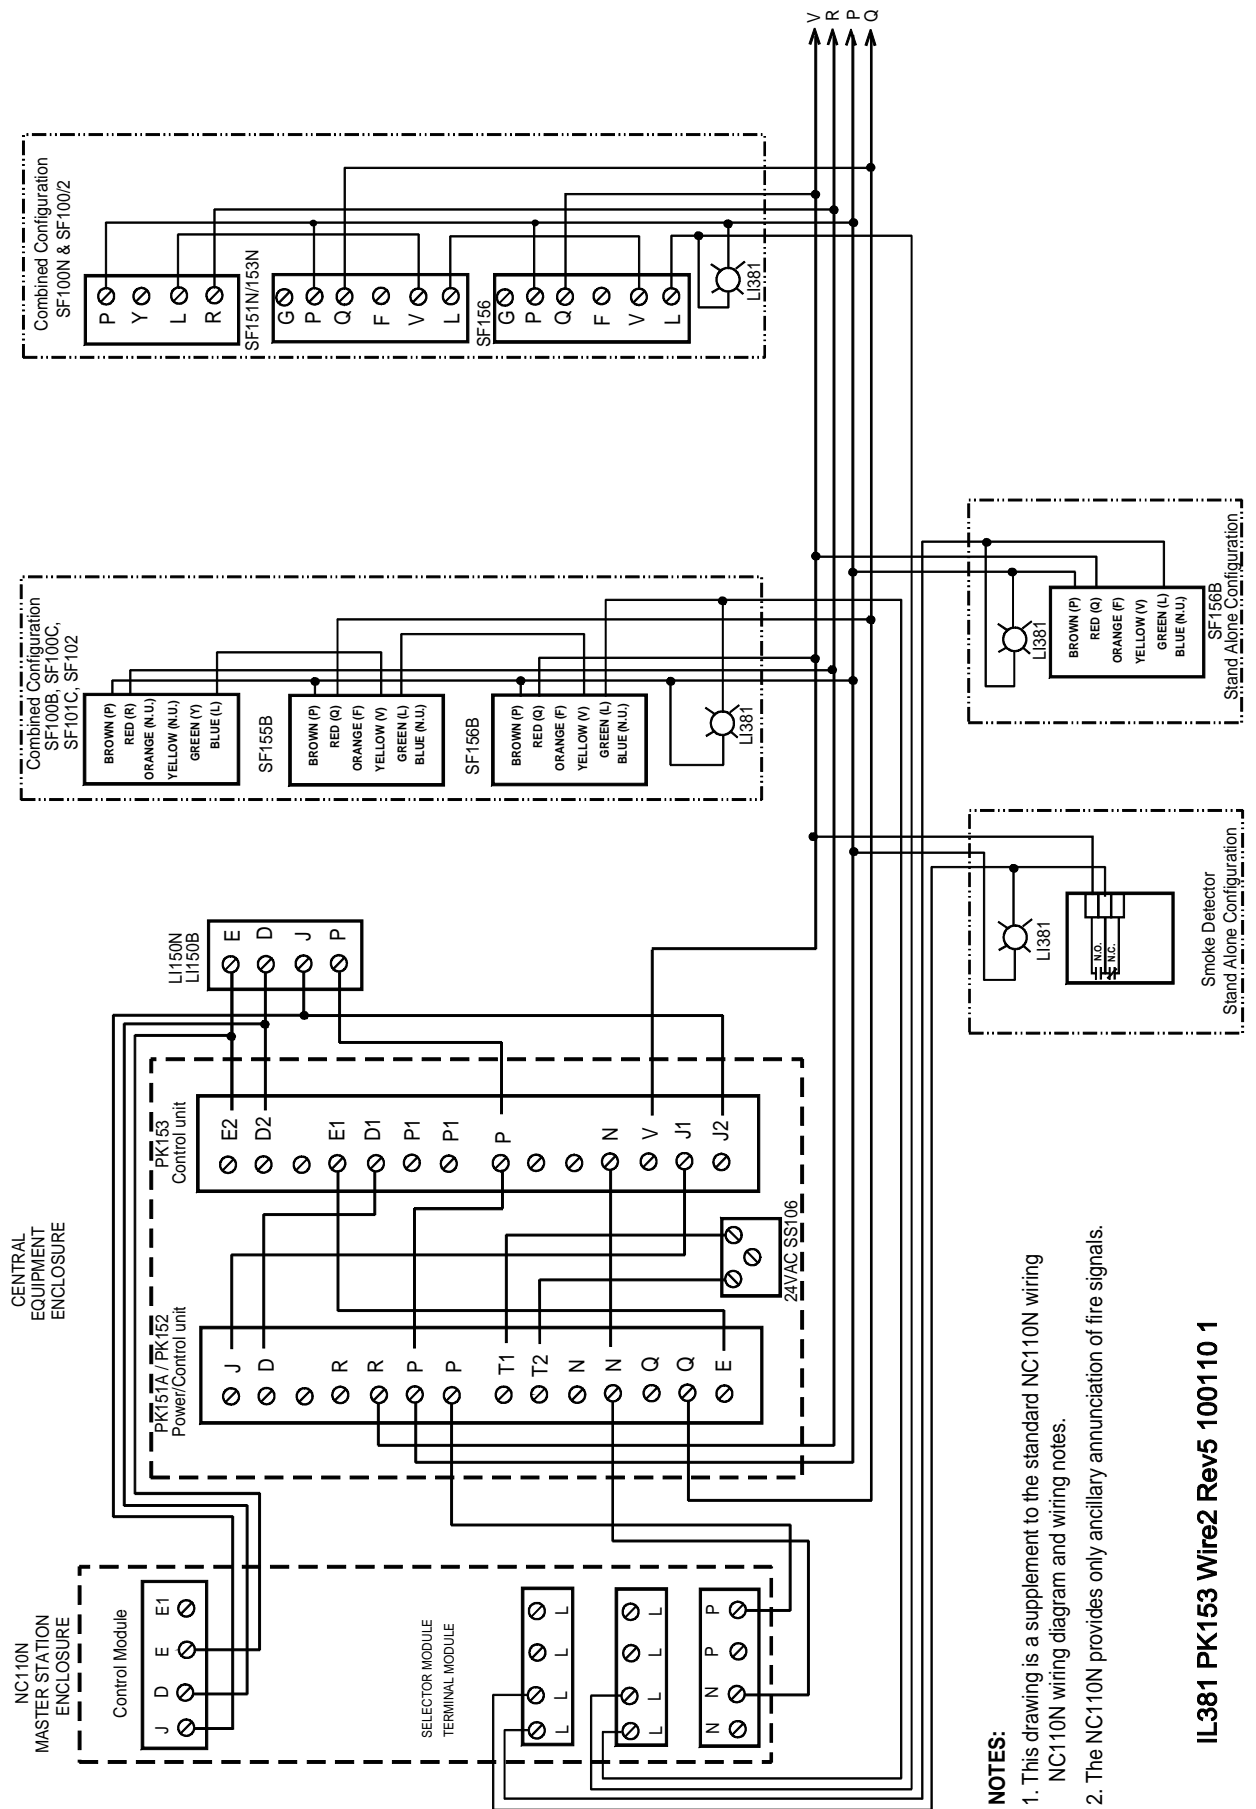 NC110N
MASTER STATION
ENCLOSURE
Control Module
J D E E1
SELECTOR MODULE
TERMINAL MODULE
L L L L
L L L L
N N P P
CENTRAL
EQUIPMENT
ENCLOSURE
PK151A / PK152
Power/Control unit
J
D
R
R
P
P
T1
T2
N
N
Q
Q
E
24VAC SS106
PK153
Control unit
E2
D2
E1
D1
P1
P1
P
N
V
J1
J2
LI150N
LI150B
E
D
J
P
Combined Configuration
SF100B, SF100C,
SF101C, SF102
BROWN (P)
RED (R)
ORANGE (N.U.)
YELLOW (N.U.)
GREEN (Y)
BLUE (L)
SF155B
BROWN (P)
RED (Q)
ORANGE (F)
YELLOW (V)
GREEN (L)
BLUE (N.U.)
SF156B
BROWN (P)
RED (Q)
ORANGE (F)
YELLOW (V)
GREEN (L)
BLUE (N.U.)
LI381
Combined Configuration
SF100N & SF100/2
P
Y
L
R
SF151N/153N
G
P
Q
F
V
L
SF156
G
P
Q
F
V
L
LI381
V
R
P
Q
LI381
N.O.
N.C.
Smoke Detector
Stand Alone Configuration
LI381
BROWN (P)
RED (Q)
ORANGE (F)
YELLOW (V)
GREEN (L)
BLUE (N.U.)
SF156B
Stand Alone Configuration
NOTES:
1. This drawing is a supplement to the standard NC110N wiring
NC110N wiring diagram and wiring notes.
2. The NC110N provides only ancillary annunciation of fire signals.
IL381 PK153 Wire2 Rev5 100110 1